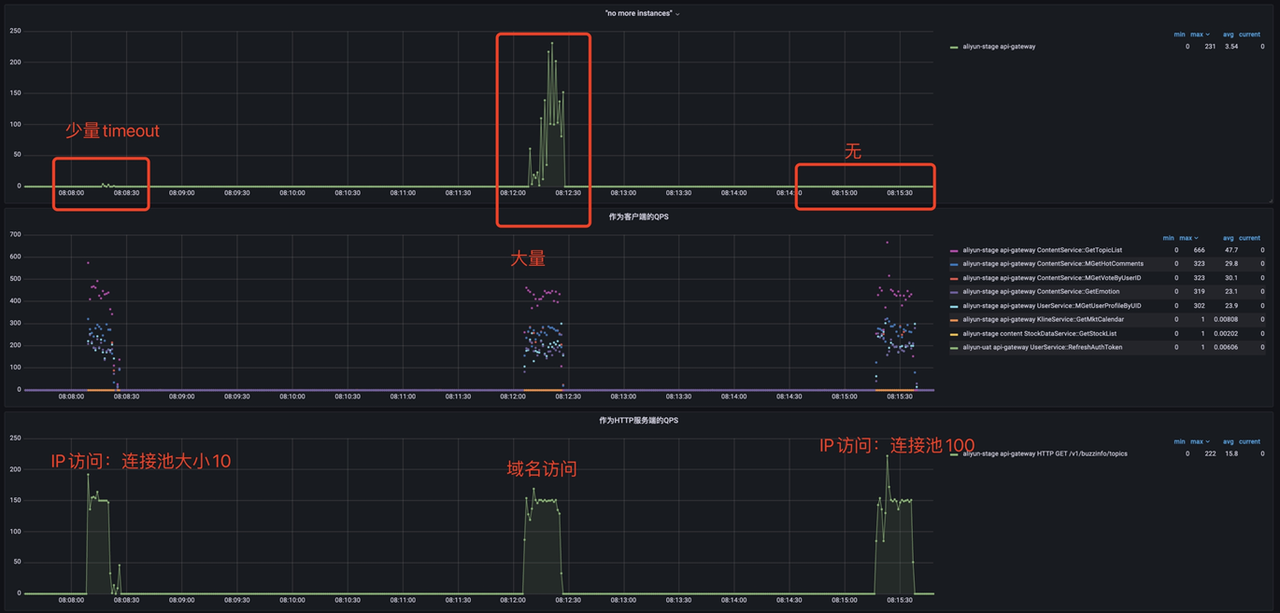 "no more instances"
min max avg current
250
200
150
100
50
0
aliyun-stage api-gateway 0 231 3.54 0
少量timeout
无
08:08:00 08:08:30 08:09:00 08:09:30 08:10:00 08:10:30 08:11:00 08:11:30 08:12:00 08:12:30 08:13:00 08:13:30 08:14:00 08:14:30 08:15:00 08:15:30
作为客户端的QPS
大量
min max avg current
700
600
500
400
300
200
100
0
aliyun-stage api-gateway ContentService::GetTopicList 0 666 47.7 0
aliyun-stage api-gateway ContentService::MGetHotComments 0 323 29.8 0
aliyun-stage api-gateway ContentService::MGetVoteByUserID 0 323 30.1 0
aliyun-stage api-gateway ContentService::GetEmotion 0 319 23.1 0
aliyun-stage api-gateway UserService::MGetUserProfileByUID 0 302 23.9 0
aliyun-stage api-gateway KlineService::GetMktCalendar 0 1 0.00808 0
aliyun-stage content StockDataService::GetStockList 0 1 0.00202 0
aliyun-uat api-gateway UserService::RefreshAuthToken 0 1 0.00606 0
08:08:00 08:08:30 08:09:00 08:09:30 08:10:00 08:10:30 08:11:00 08:11:30 08:12:00 08:12:30 08:13:00 08:13:30 08:14:00 08:14:30 08:15:00 08:15:30
作为HTTP服务端的QPS
min max avg current
250
200
150
100
50
0
IP访问：连接池大小10
域名访问
IP访问：连接池100
aliyun-stage api-gateway HTTP GET /v1/buzzinfo/topics 0 222 15.8 0
08:08:00 08:08:30 08:09:00 08:09:30 08:10:00 08:10:30 08:11:00 08:11:30 08:12:00 08:12:30 08:13:00 08:13:30 08:14:00 08:14:30 08:15:00 08:15:30